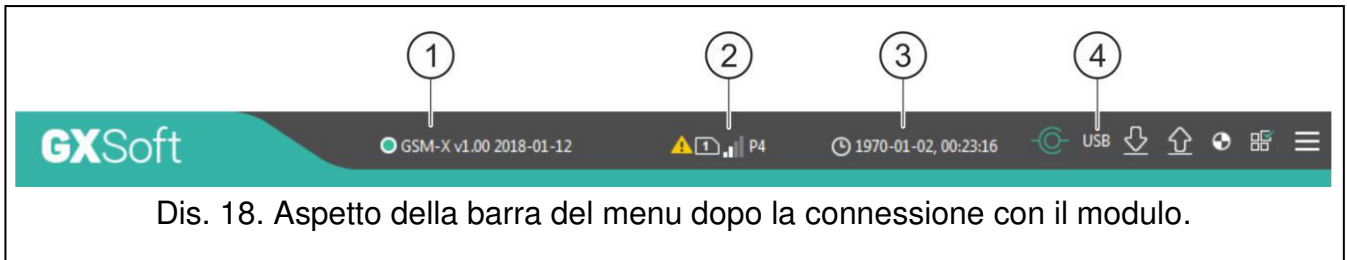 1 2 3 4
GXSoft GSM-X v1.00 2018-01-12 1 P4 1970-01-02, 00:23:16 USB
Dis. 18. Aspetto della barra del menu dopo la connessione con il modulo.